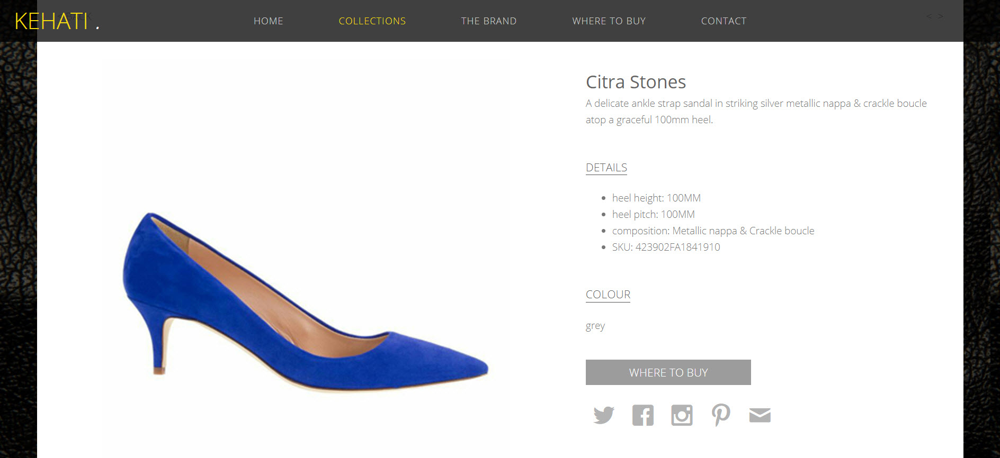 KEHATI .
BACK
HOME
COLLECTIONS
THE BRAND
WHERE TO BUY
CONTACT
< >
Citra Stones
A delicate ankle strap sandal in striking silver metallic nappa & crackle boucle
atop a graceful 100mm heel.
DETAILS
• heel height: 100MM
• heel pitch: 100MM
• composition: Metallic nappa & Crackle boucle
• SKU: 423902FA1841910
COLOUR
grey
WHERE TO BUY